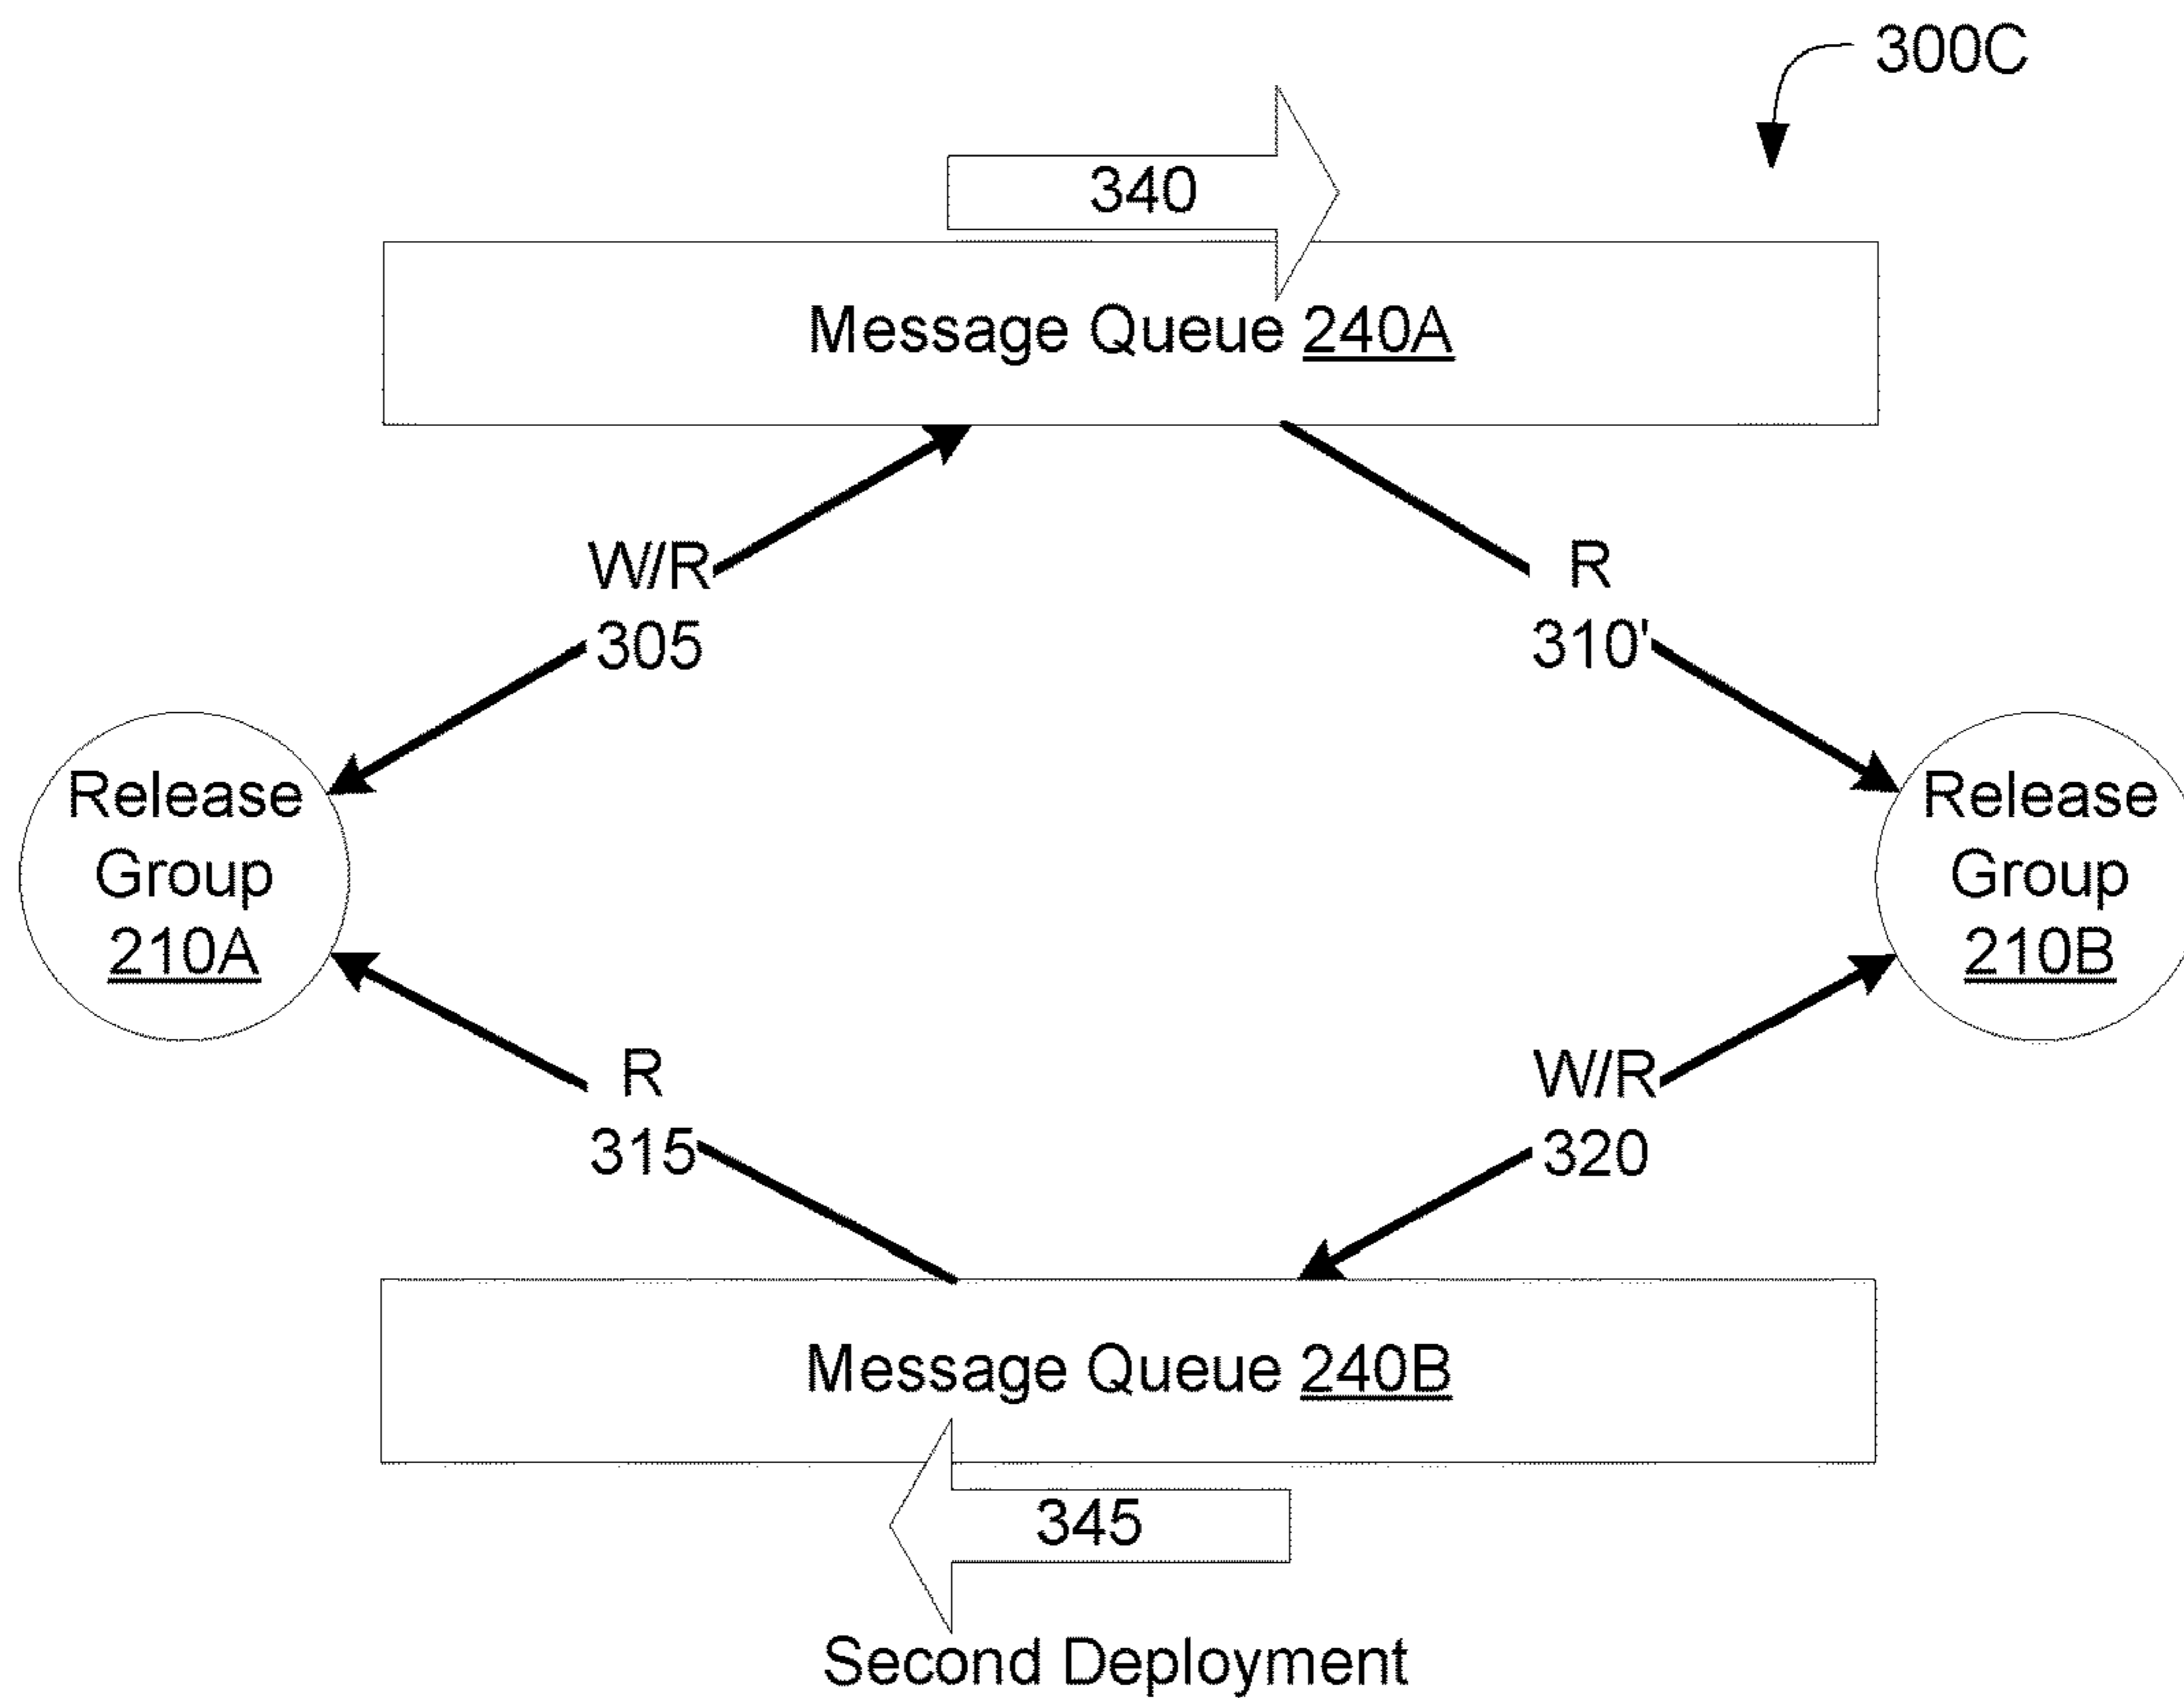 300C
340
Message Queue 240A
W/R
305
R
310'
Release
Group
210A
Release
Group
210B
R
315
W/R
320
Message Queue 240B
345
Second Deployment